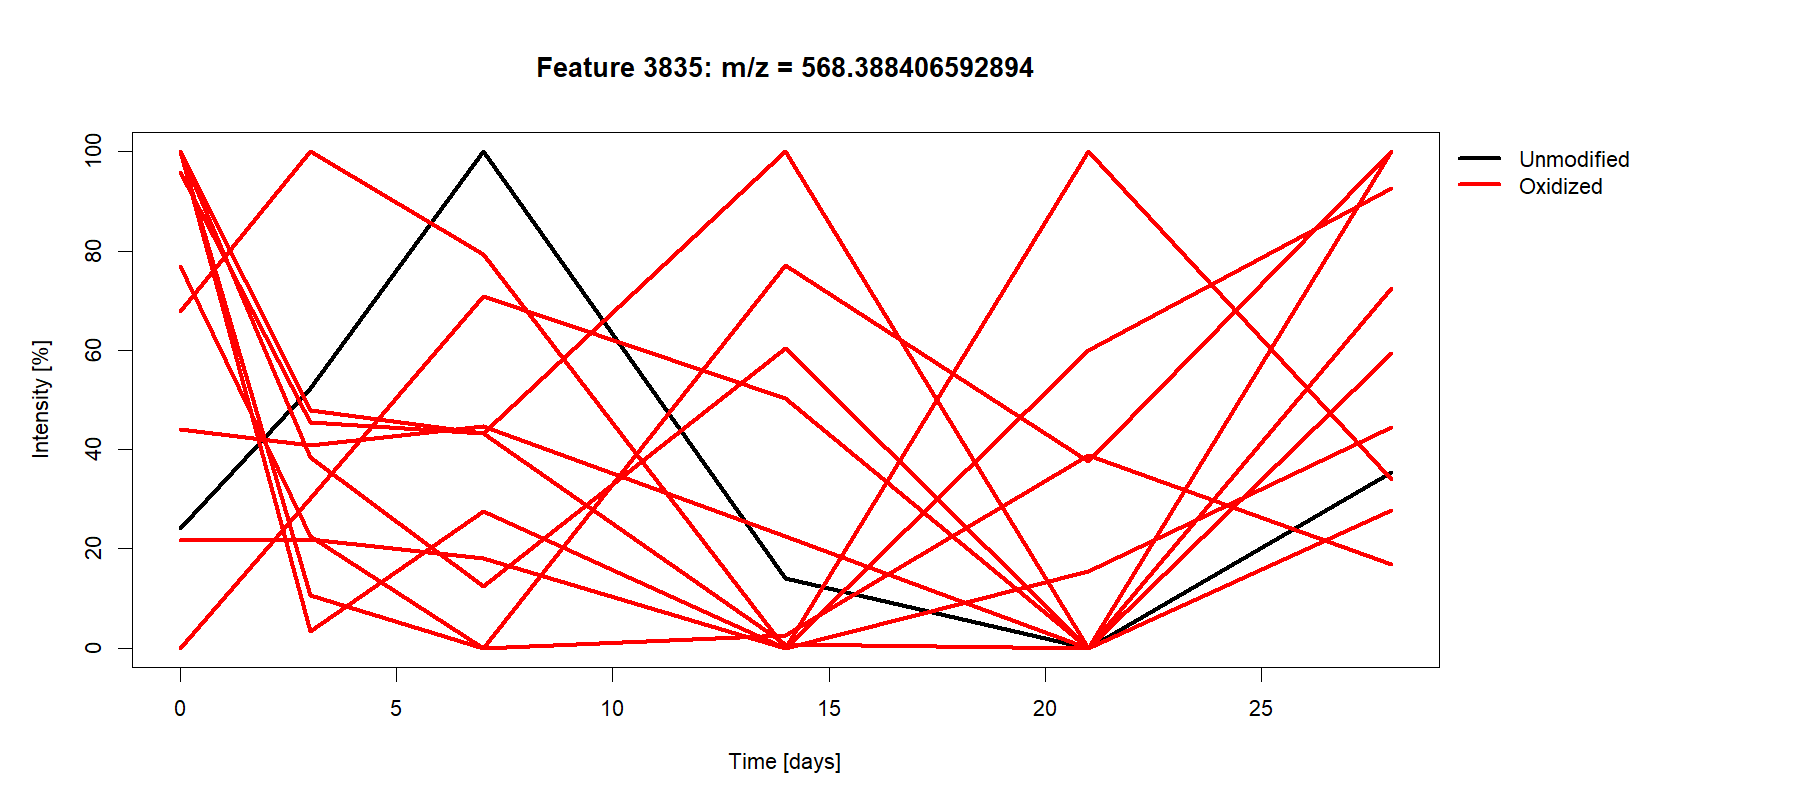 Feature 3835: m/z = 568.388406592894
Unmodified
Oxidized
Intensity [%]
100
80
60
40
20
0
0 5 10 15 20 25
Time [days]